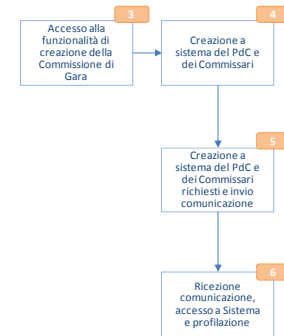 3
Accesso alla
funzionalità di
creazione della
Commissione di
Gara
4
Creazione a
sistema del PdC e
dei Commissari
5
Creazione a
sistema del PdC e
dei Commissari
richiesti e invio
comunicazione
6
Ricezione
comunicazione,
accesso a Sistema
e profilazione